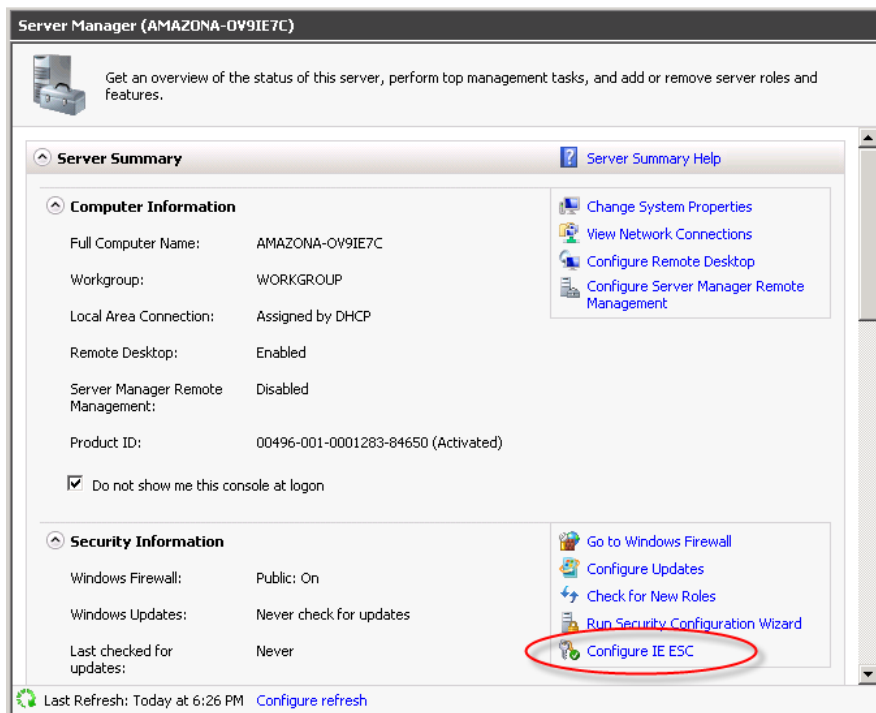 Server Manager (AMAZONA-OV9IE7C)
Get an overview of the status of this server, perform top management tasks, and add or remove server roles and
features.
Server Summary
Server Summary Help
Computer Information
Full Computer Name: AMAZONA-OV9IE7C
Workgroup: WORKGROUP
Local Area Connection: Assigned by DHCP
Remote Desktop: Enabled
Server Manager Remote
Management:
Disabled
Product ID: 00496-001-0001283-84650 (Activated)
Do not show me this console at logon
Change System Properties
View Network Connections
Configure Remote Desktop
Configure Server Manager Remote
Management
Security Information
Windows Firewall: Public: On
Windows Updates: Never check for updates
Last checked for
updates:
Never
Go to Windows Firewall
Configure Updates
Check for New Roles
Run Security Configuration Wizard
Configure IE ESC
Last Refresh: Today at 6:26 PM Configure refresh